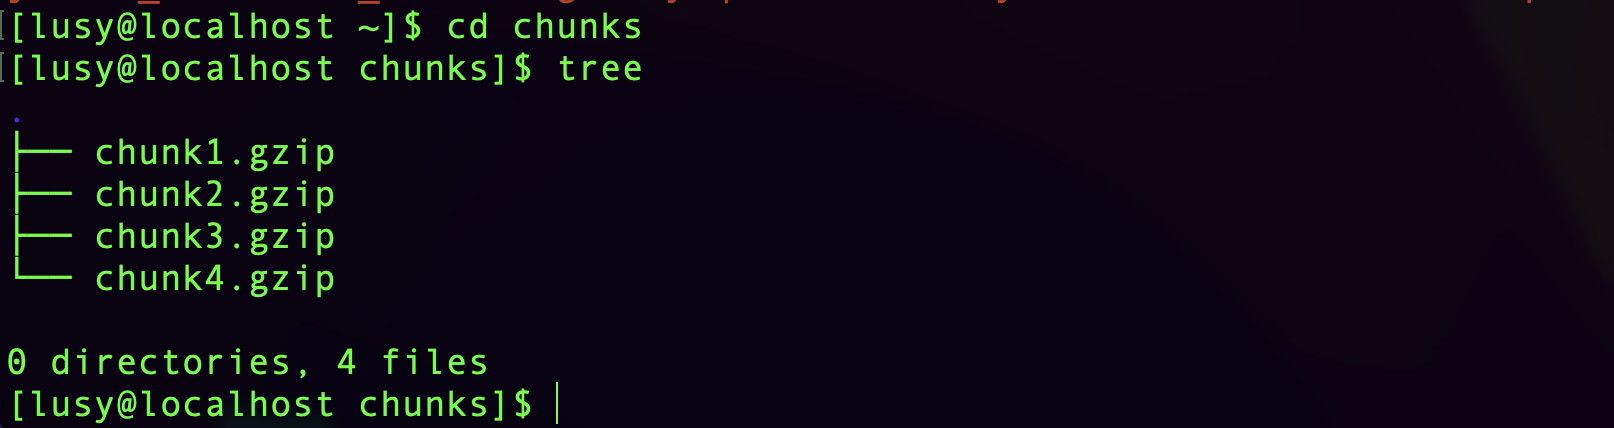 [lusy@localhost ~]$ cd chunks
[lusy@localhost chunks]$ tree
.
├── chunk1.gzip
├── chunk2.gzip
├── chunk3.gzip
└── chunk4.gzip
0 directories, 4 files
[lusy@localhost chunks]$